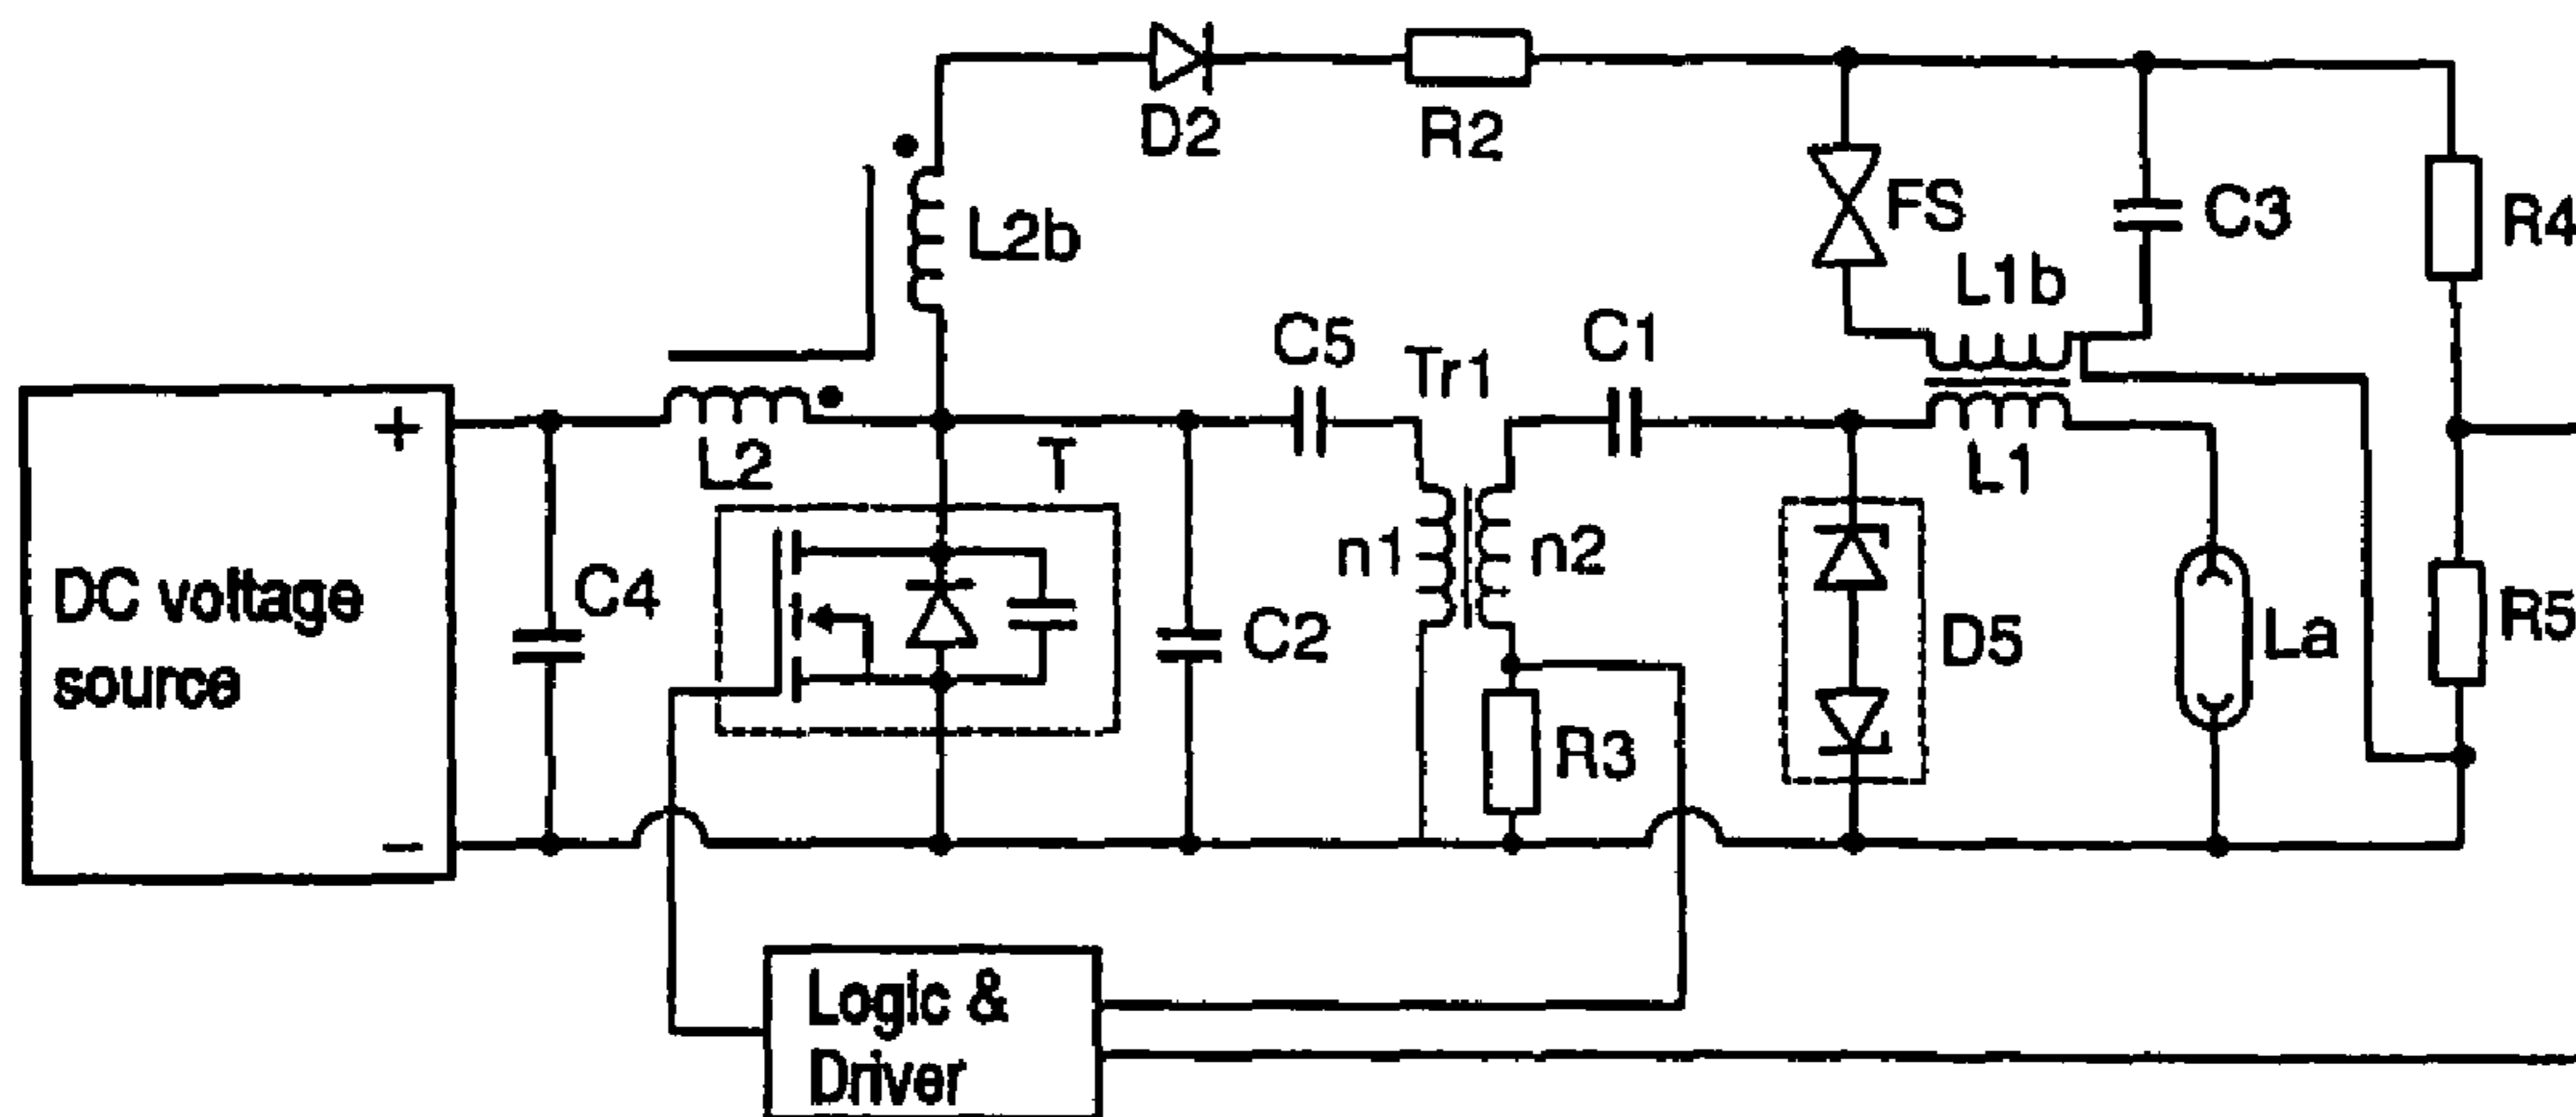 D2
R2
FS
C3
R4
L2b
L1b
C5
Tr1
C1
+
L2
T
L1
DC voltage
source
C4
C2
n1
n2
D5
La
R5
R3
−
Logic &
Driver